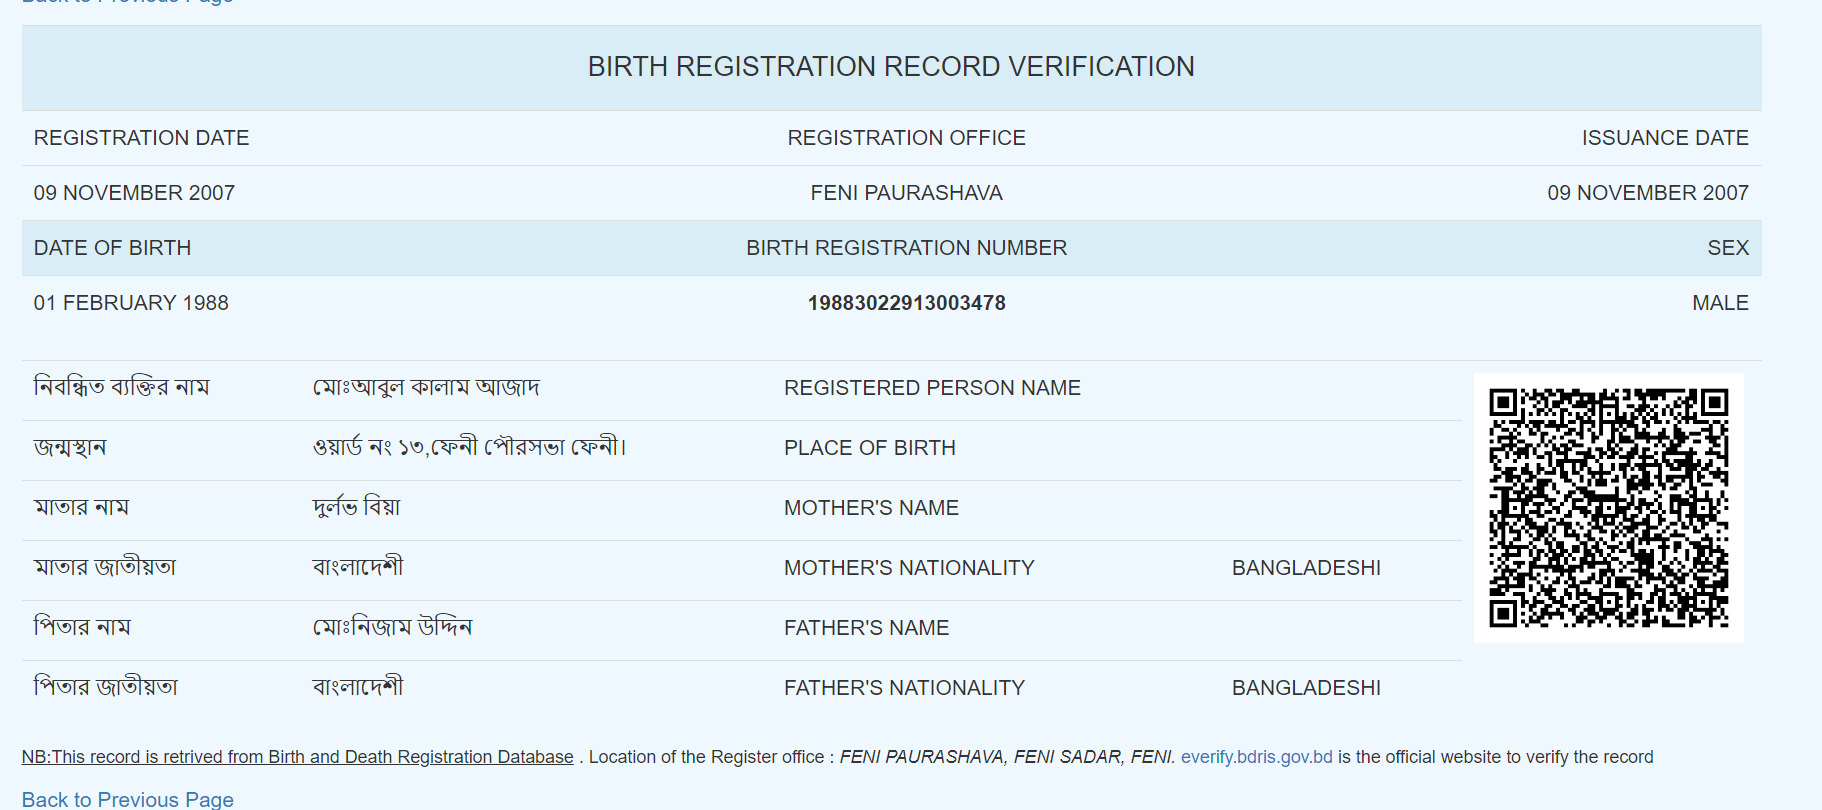 Back to Previous Page
BIRTH REGISTRATION RECORD VERIFICATION
REGISTRATION DATE REGISTRATION OFFICE ISSUANCE DATE
09 NOVEMBER 2007 FENI PAURASHAVA 09 NOVEMBER 2007
DATE OF BIRTH BIRTH REGISTRATION NUMBER SEX
01 FEBRUARY 1988 19883022913003478 MALE
নিবন্ধিত ব্যক্তির নাম মোঃআবুল কালাম আজাদ REGISTERED PERSON NAME
জন্মস্থান ওয়ার্ড নং ১৩,ফেনী পৌরসভা ফেনী। PLACE OF BIRTH
মাতার নাম দুর্লভ বিয়া MOTHER'S NAME
মাতার জাতীয়তা বাংলাদেশী MOTHER'S NATIONALITY BANGLADESHI
পিতার নাম মোঃনিজাম উদ্দিন FATHER'S NAME
পিতার জাতীয়তা বাংলাদেশী FATHER'S NATIONALITY BANGLADESHI
NB:This record is retrived from Birth and Death Registration Database . Location of the Register office : FENI PAURASHAVA, FENI SADAR, FENI. everify.bdris.gov.bd is the official website to verify the record
Back to Previous Page